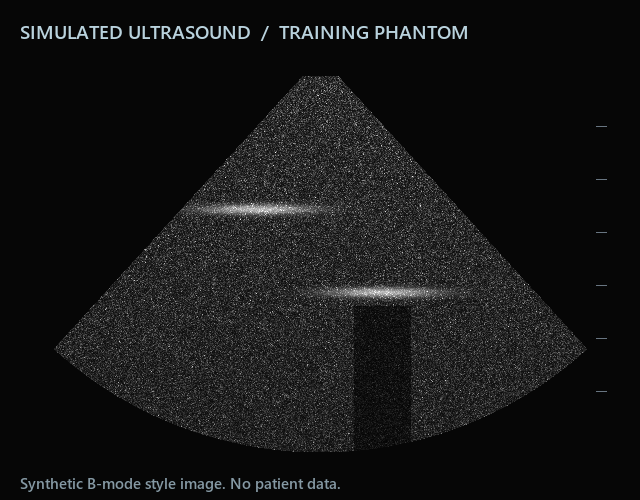 SIMULATED ULTRASOUND / TRAINING PHANTOM
Synthetic B-mode style image. No patient data.